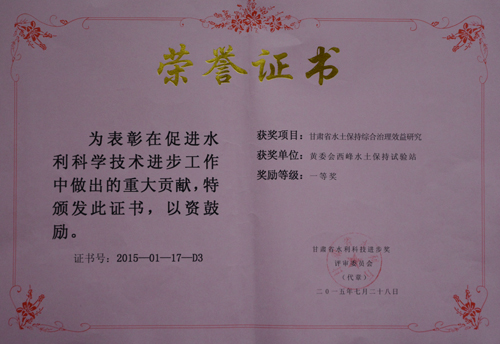 荣誉证书
为表彰在促进水
利科学技术进步工作
中做出的重大贡献，特
颁发此证书，以资鼓
励。
证书号：2015—01—17—D3
获奖项目：甘肃省水土保持综合治理效益研究
获奖单位：黄委会西峰水土保持试验站
奖励等级：一等奖
甘肃省水利科技进步奖
评审委员会
（代章）
二〇一五年七月二十八日